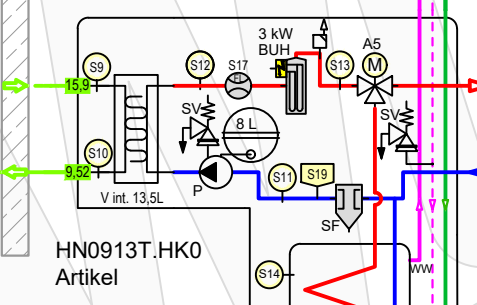 3 kW
BUH
A5
M
S9
S12
S17
FI
S13
15,9
SV
8 L
SV
S10
9,52
P
S11
S19
V int. 13,5L
SF
HN0913T.HK0
Artikel
S14
WW